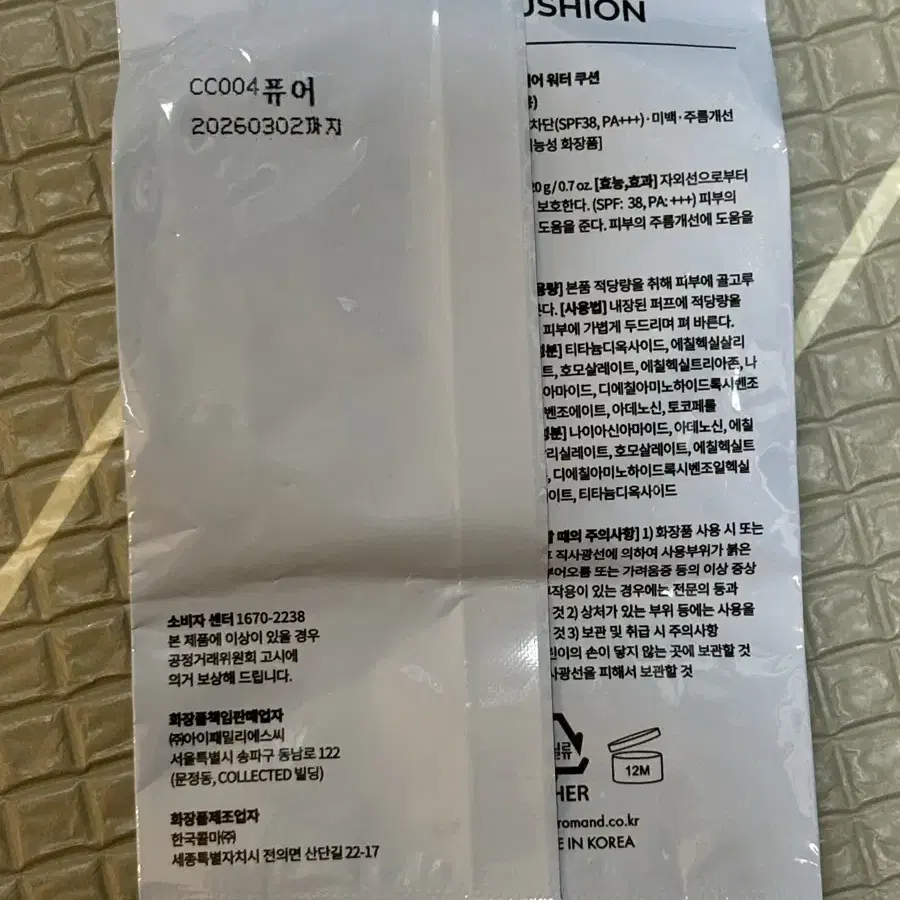 CC004퓨어
20260302까지
소비자 센터 1670-2238
본 제품에 이상이 있을 경우
공정거래위원회 고시에
의거 보상해 드립니다.
화장품책임판매업자
㈜아이패밀리에스씨
서울특별시 송파구 동남로 122
(문정동, COLLECTED 빌딩)
화장품제조업자
한국콜마㈜
세종특별자치시 전의면 산단길 22-17
USHION
어 워터 쿠션
차단(SPF38, PA+++)·미백·주름개선
능성 화장품]
20 g / 0.7 oz. [효능,효과] 자외선으로부터
보호한다. (SPF: 38, PA: +++) 피부의
도움을 준다. 피부의 주름개선에 도움을
용량] 본품 적당량을 취해 피부에 골고루
다. [사용법] 내장된 퍼프에 적당량을
피부에 가볍게 두드리며 펴 바른다.
성분] 티타늄디옥사이드, 에칠헥실살리
트, 호모살레이트, 에칠헥실트리아존, 나
아마이드, 디에칠아미노하이드록시벤조
벤조에이트, 아데노신, 토코페롤
성분] 나이아신아마이드, 아데노신, 에칠
리실레이트, 호모살레이트, 에칠헥실트
, 디에칠아미노하이드록시벤조일헥실
이트, 티타늄디옥사이드
할 때의 주의사항] 1) 화장품 사용 시 또는
후 직사광선에 의하여 사용부위가 붉은
부어오름 또는 가려움증 등의 이상 증상
부작용이 있는 경우에는 전문의 등과
것 2) 상처가 있는 부위 등에는 사용을
것 3) 보관 및 취급 시 주의사항
린이의 손이 닿지 않는 곳에 보관할 것
사광선을 피해서 보관할 것
닐류
12M
HER
romand.co.kr
E IN KOREA